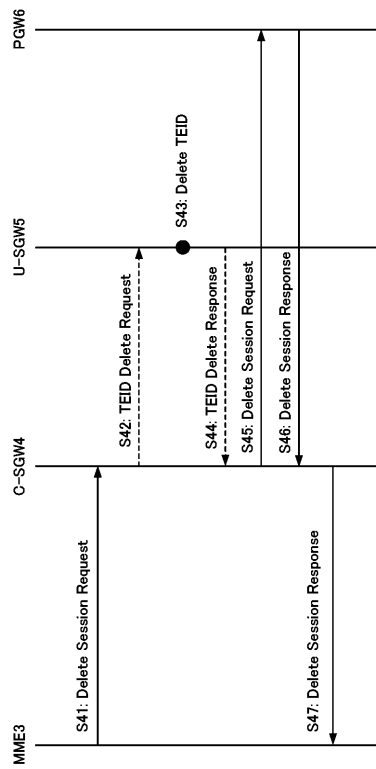 MME3
C-SGW4
U-SGW5
PGW6
S41: Delete Session Request
S42: TEID Delete Request
S43: Delete TEID
S44: TEID Delete Response
S45: Delete Session Request
S46: Delete Session Response
S47: Delete Session Response